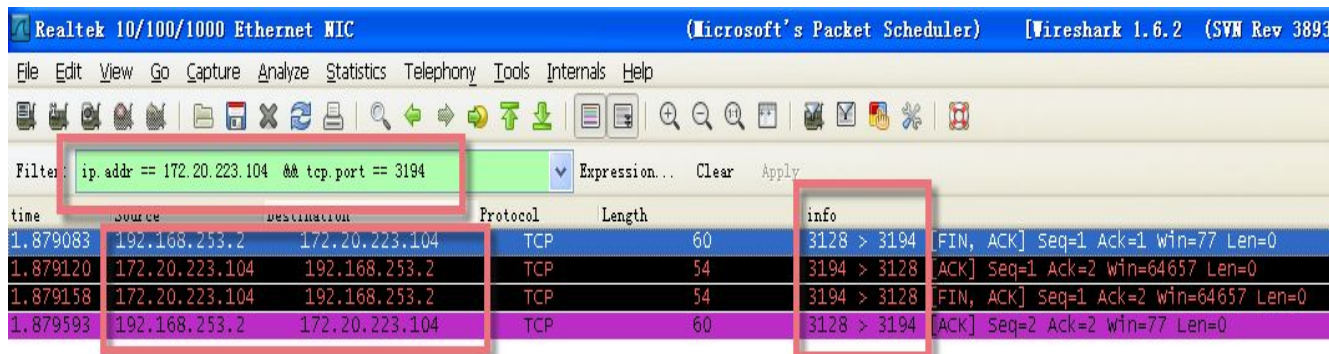 Realtek 10/100/1000 Ethernet NIC (Microsoft's Packet Scheduler) [Wireshark 1.6.2 (SVN Rev 3893
File Edit View Go Capture Analyze Statistics Telephony Tools Internals Help
Filter: ip.addr == 172.20.223.104 && tcp.port == 3194 Expression... Clear Apply
time Source Destination Protocol Length info
1.879083 192.168.253.2 172.20.223.104 TCP 60 3128 > 3194 [FIN, ACK] Seq=1 Ack=1 Win=77 Len=0
1.879120 172.20.223.104 192.168.253.2 TCP 54 3194 > 3128 [ACK] Seq=1 Ack=2 Win=64657 Len=0
1.879158 172.20.223.104 192.168.253.2 TCP 54 3194 > 3128 [FIN, ACK] Seq=1 Ack=2 Win=64657 Len=0
1.879593 192.168.253.2 172.20.223.104 TCP 60 3128 > 3194 [ACK] Seq=2 Ack=2 Win=77 Len=0